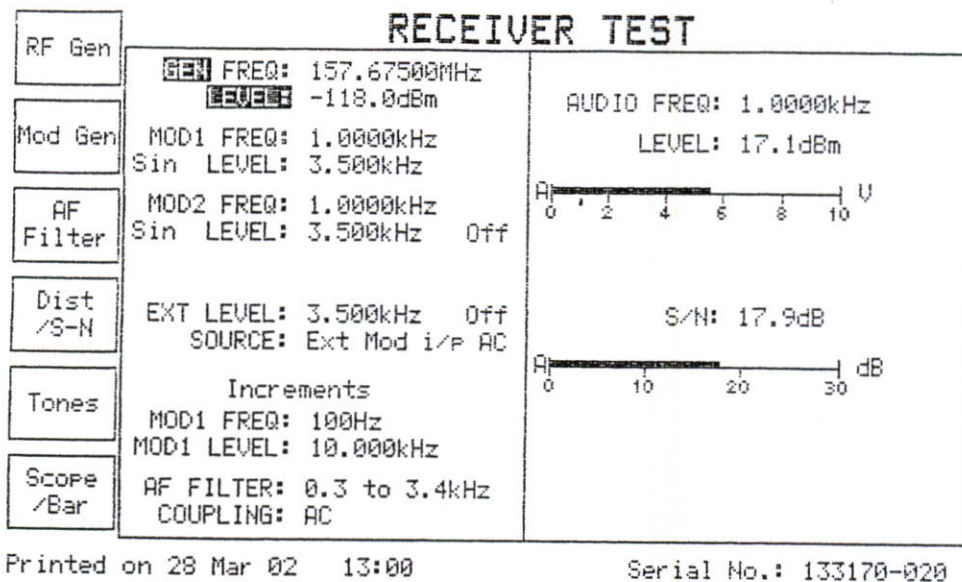 RECEIVER TEST
RF Gen
Mod Gen
AF
Filter
Dist
/S-N
Tones
Scope
/Bar
GEN FREQ: 157.67500MHz
LEVEL: -118.0dBm
MOD1 FREQ: 1.0000kHz
Sin LEVEL: 3.500kHz
MOD2 FREQ: 1.0000kHz
Sin LEVEL: 3.500kHz Off
EXT LEVEL: 3.500kHz Off
SOURCE: Ext Mod i/p AC
Increments
MOD1 FREQ: 100Hz
MOD1 LEVEL: 10.000kHz
AF FILTER: 0.3 to 3.4kHz
COUPLING: AC
AUDIO FREQ: 1.0000kHz
LEVEL: 17.1dBm
A V
0 2 4 6 8 10
S/N: 17.9dB
A dB
0 10 20 30
Printed on 28 Mar 02 13:00
Serial No.: 133170-020